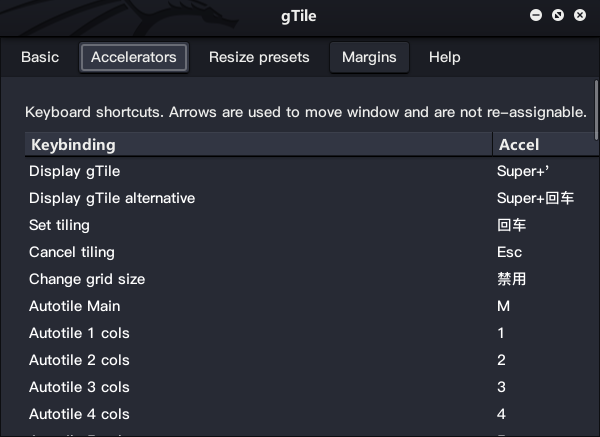 gTile
Basic Accelerators Resize presets Margins Help
Keyboard shortcuts. Arrows are used to move window and are not re-assignable.
Keybinding Accel
Display gTile Super+’
Display gTile alternative Super+回车
Set tiling 回车
Cancel tiling Esc
Change grid size 禁用
Autotile Main M
Autotile 1 cols 1
Autotile 2 cols 2
Autotile 3 cols 3
Autotile 4 cols 4